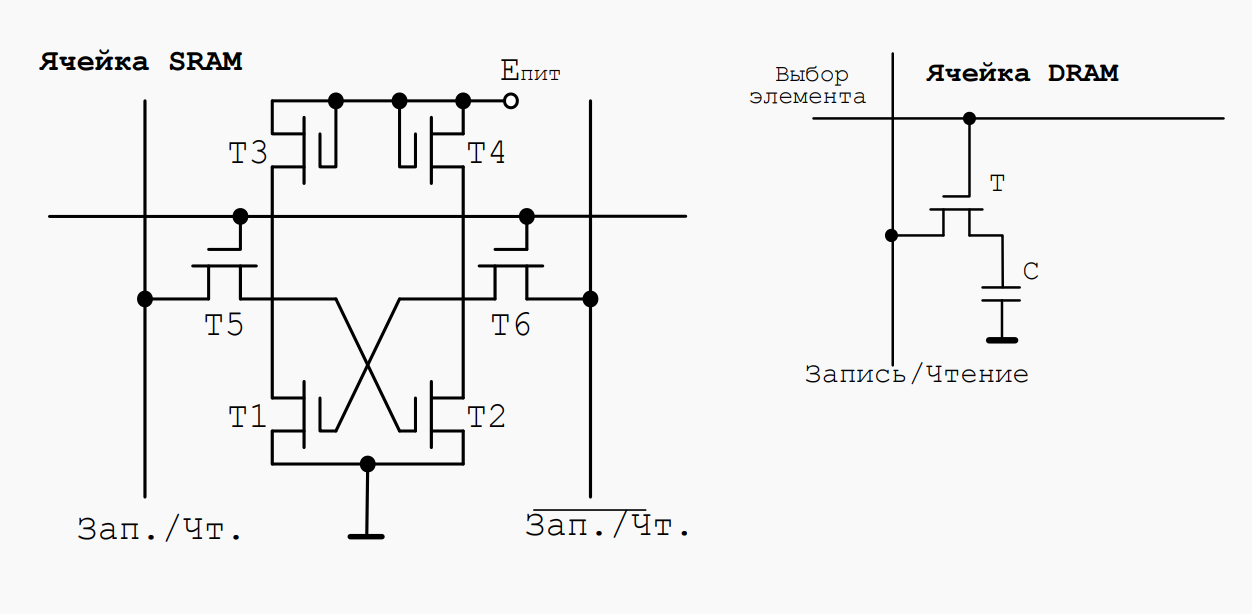 Ячейка SRAM
Eпит
T3
T4
T5
T6
T1
T2
Зап./Чт.
Зап./Чт.
Ячейка DRAM
Выбор
элемента
T
C
Запись/Чтение